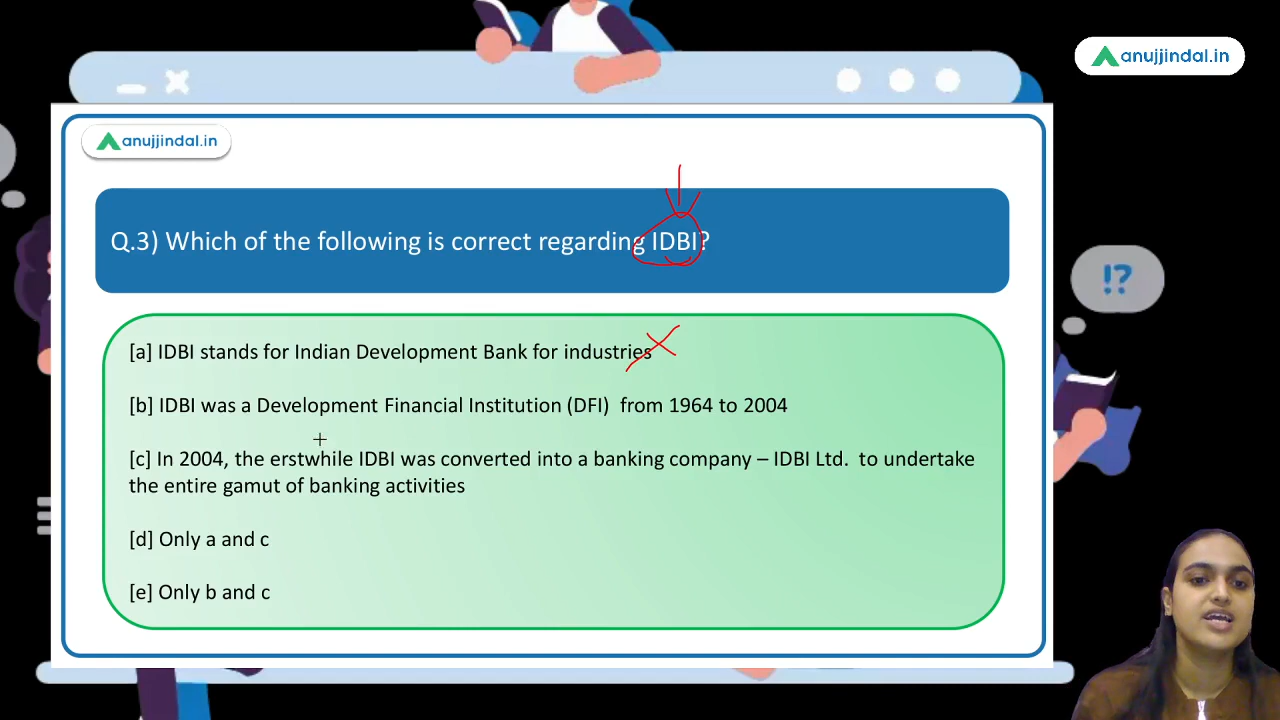 anujjindal.in
anujjindal.in
Q.3) Which of the following is correct regarding IDBI?
[a] IDBI stands for Indian Development Bank for industries
[b] IDBI was a Development Financial Institution (DFI) from 1964 to 2004
[c] In 2004, the erstwhile IDBI was converted into a banking company – IDBI Ltd. to undertake
the entire gamut of banking activities
[d] Only a and c
[e] Only b and c
!?